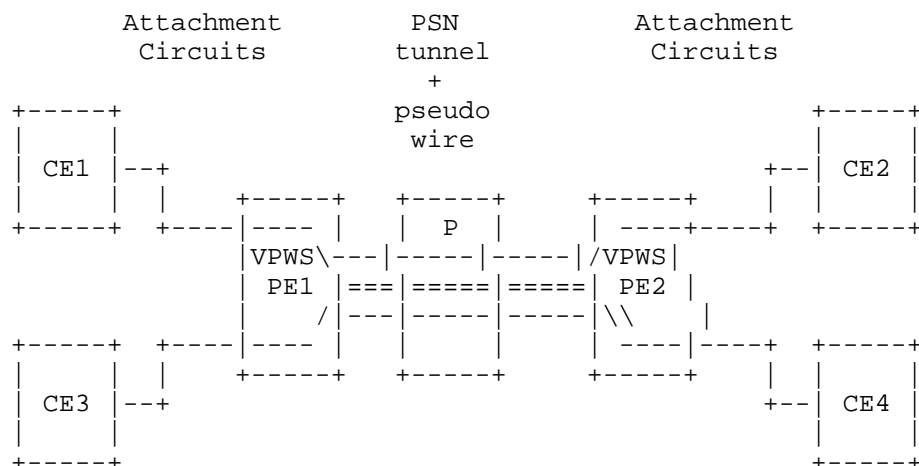 Attachment PSN Attachment
Circuits tunnel Circuits
+
pseudo
wire
CE1 CE2
P
VPWS VPWS
PE1 PE2
CE3 CE4